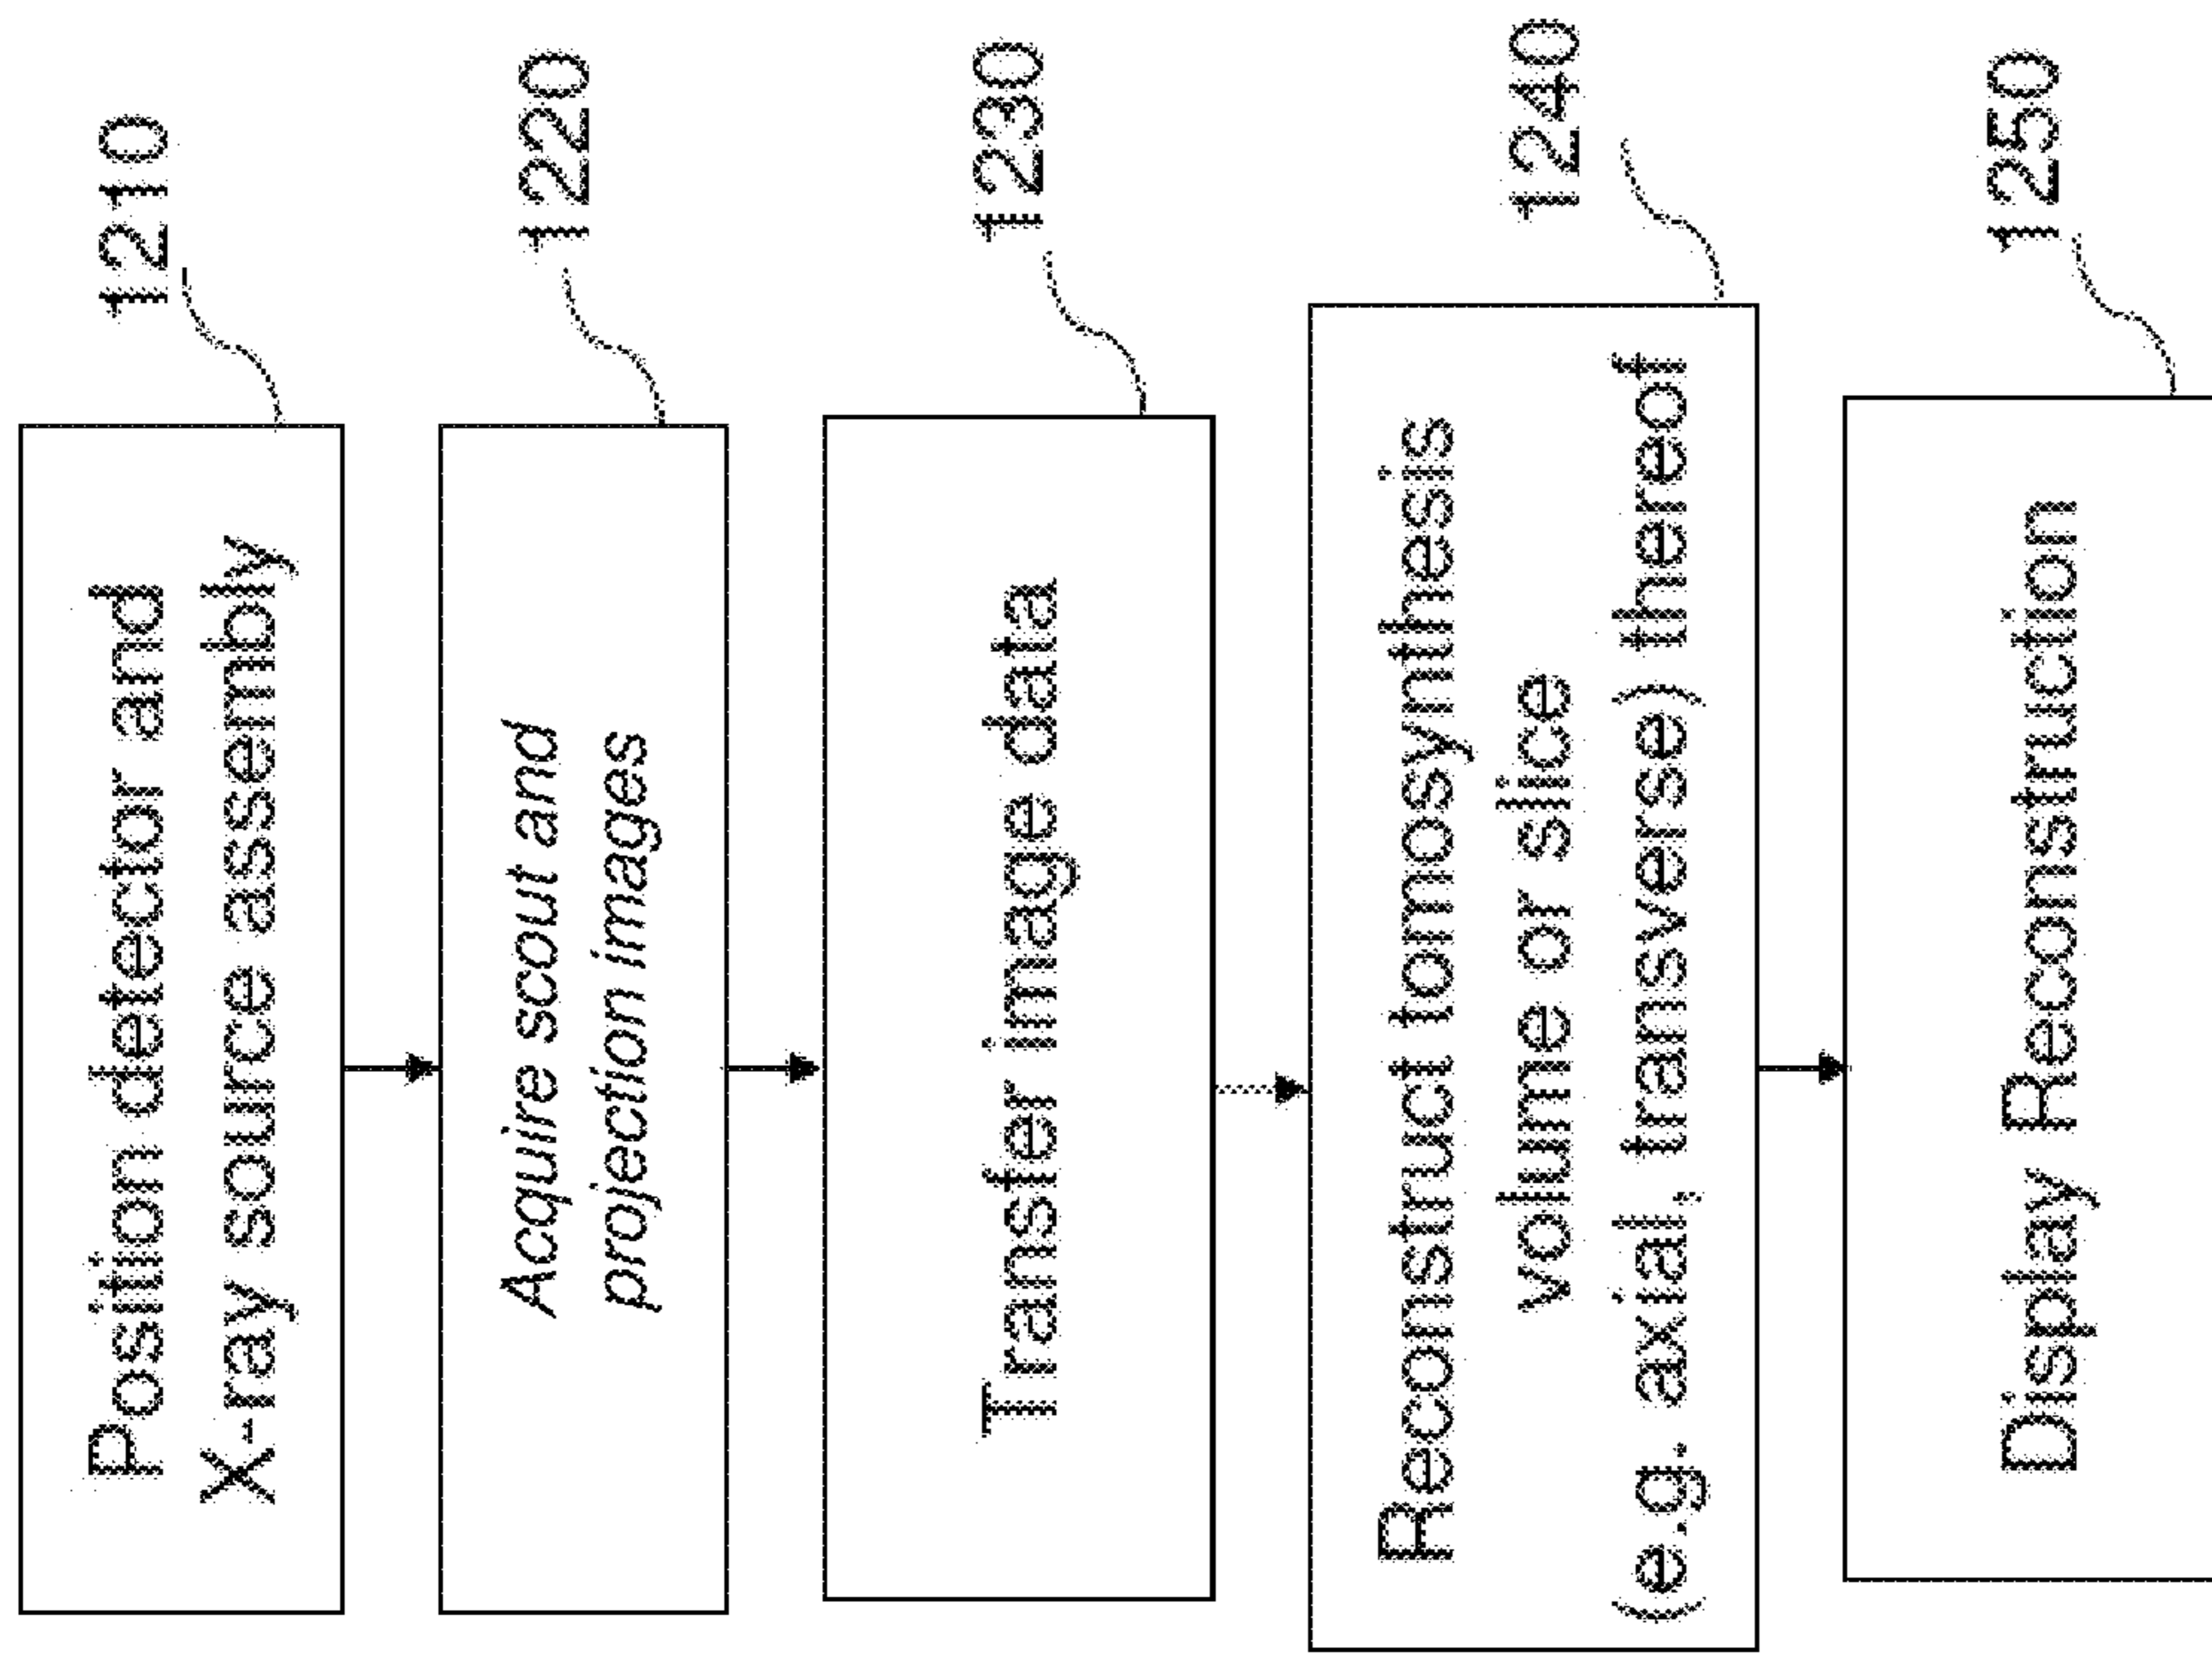 Position detector and
X-ray source assembly
1210
Acquire scout and
projection images
1220
Transfer image data
1230
Reconstruct tomosynthesis
volume or slice
(e.g. axial, transverse) thereof
1240
Display Reconstruction
1250